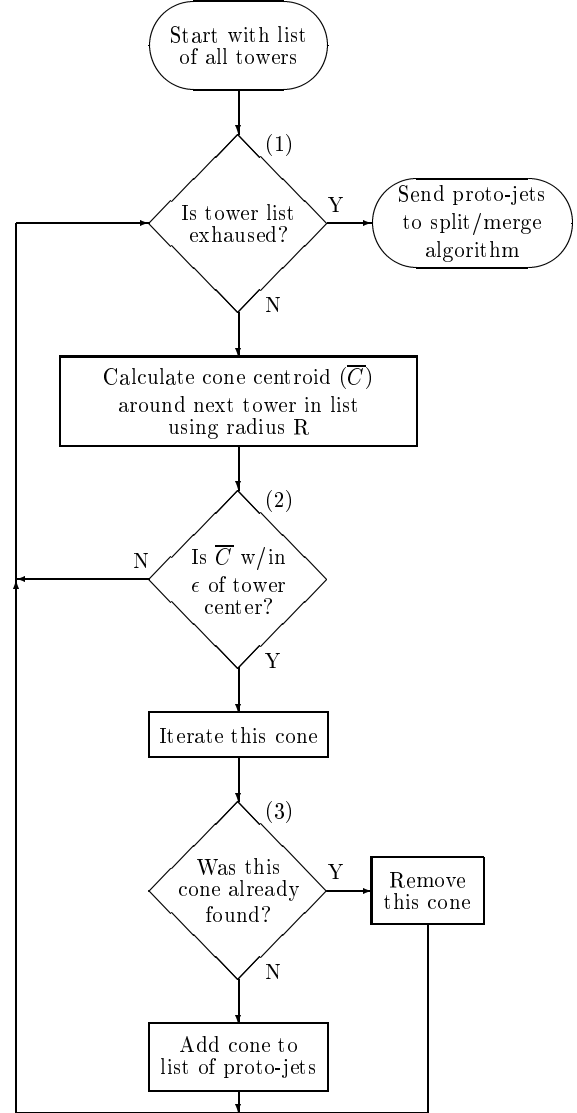 Start with list
of all towers
(1)
Is tower list
exhaused?
Y
Send proto-jets
to split/merge
algorithm
N
Calculate cone centroid (C̅)
around next tower in list
using radius R
(2)
N
Is C̅ w/in
ϵ of tower
center?
Y
Iterate this cone
(3)
Was this
cone already
found?
Y
Remove
this cone
N
Add cone to
list of proto-jets